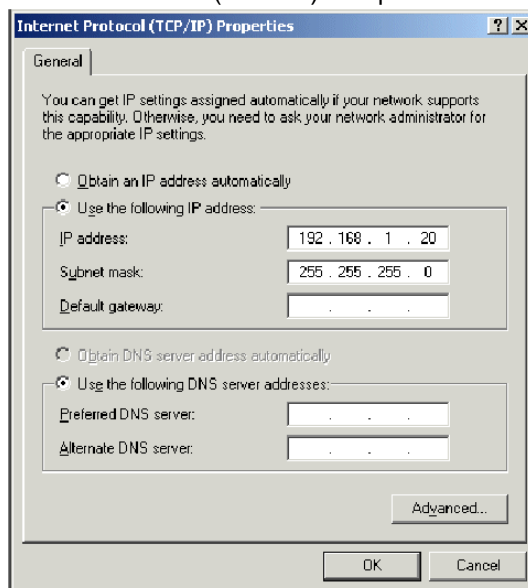 Internet Protocol (TCP/IP) Properties
General
You can get IP settings assigned automatically if your network supports
this capability. Otherwise, you need to ask your network administrator for
the appropriate IP settings.
Obtain an IP address automatically
Use the following IP address:
IP address: 192 . 168 . 1 . 20
Subnet mask: 255 . 255 . 255 . 0
Default gateway: . . .
Obtain DNS server address automatically
Use the following DNS server addresses:
Preferred DNS server: . . .
Alternate DNS server: . . .
Advanced...
OK Cancel